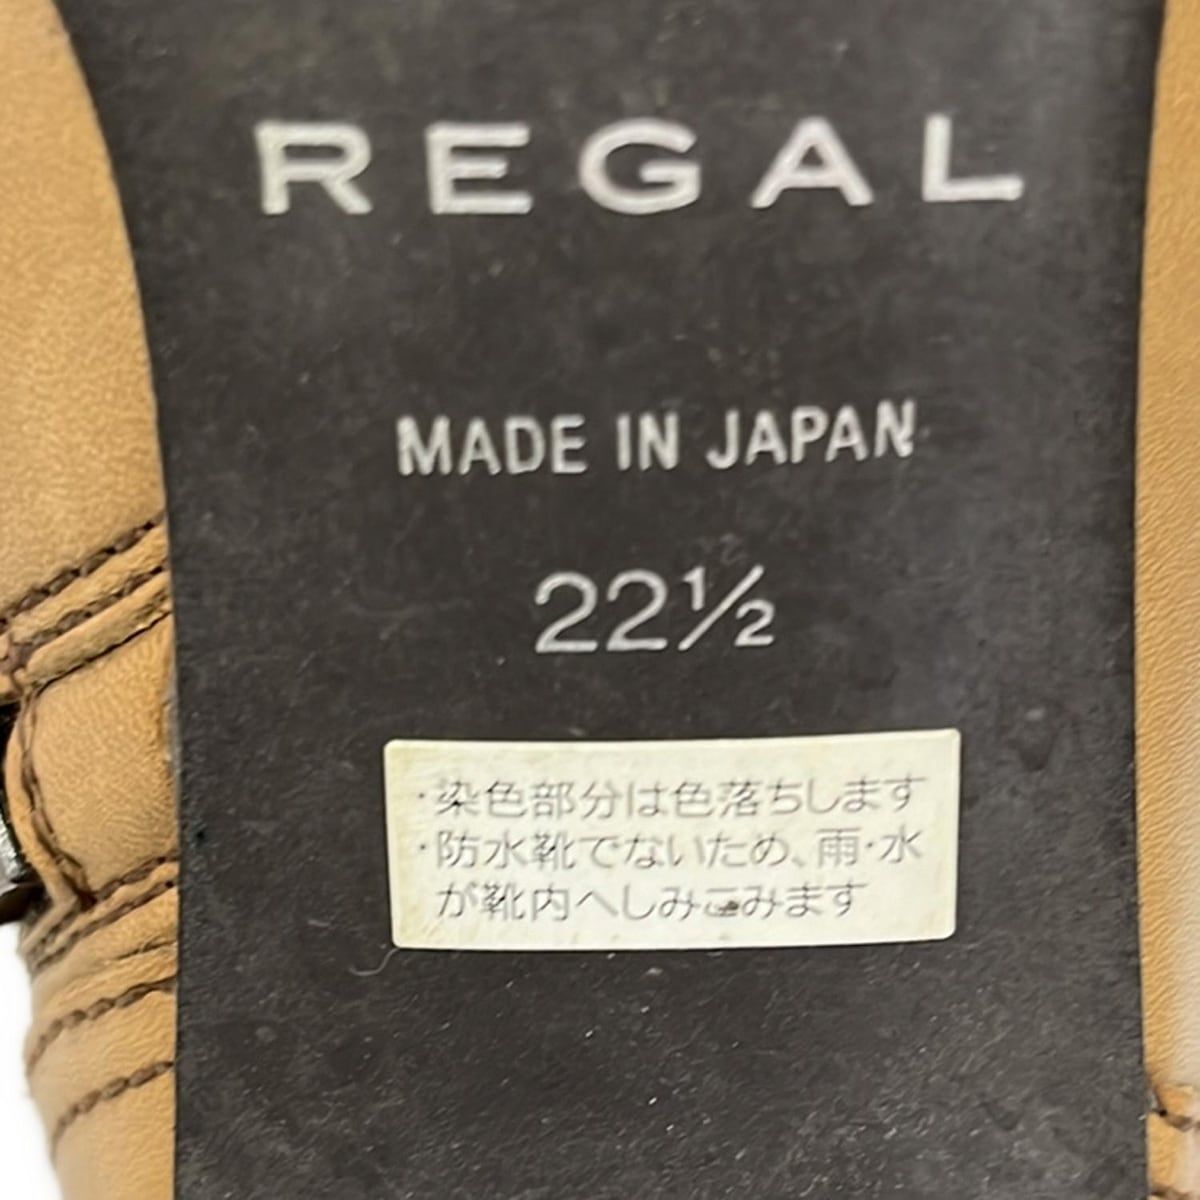 REGAL
MADE IN JAPAN
22½
・染色部分は色落ちします
・防水靴でないため、雨・水
が靴内へしみこみます